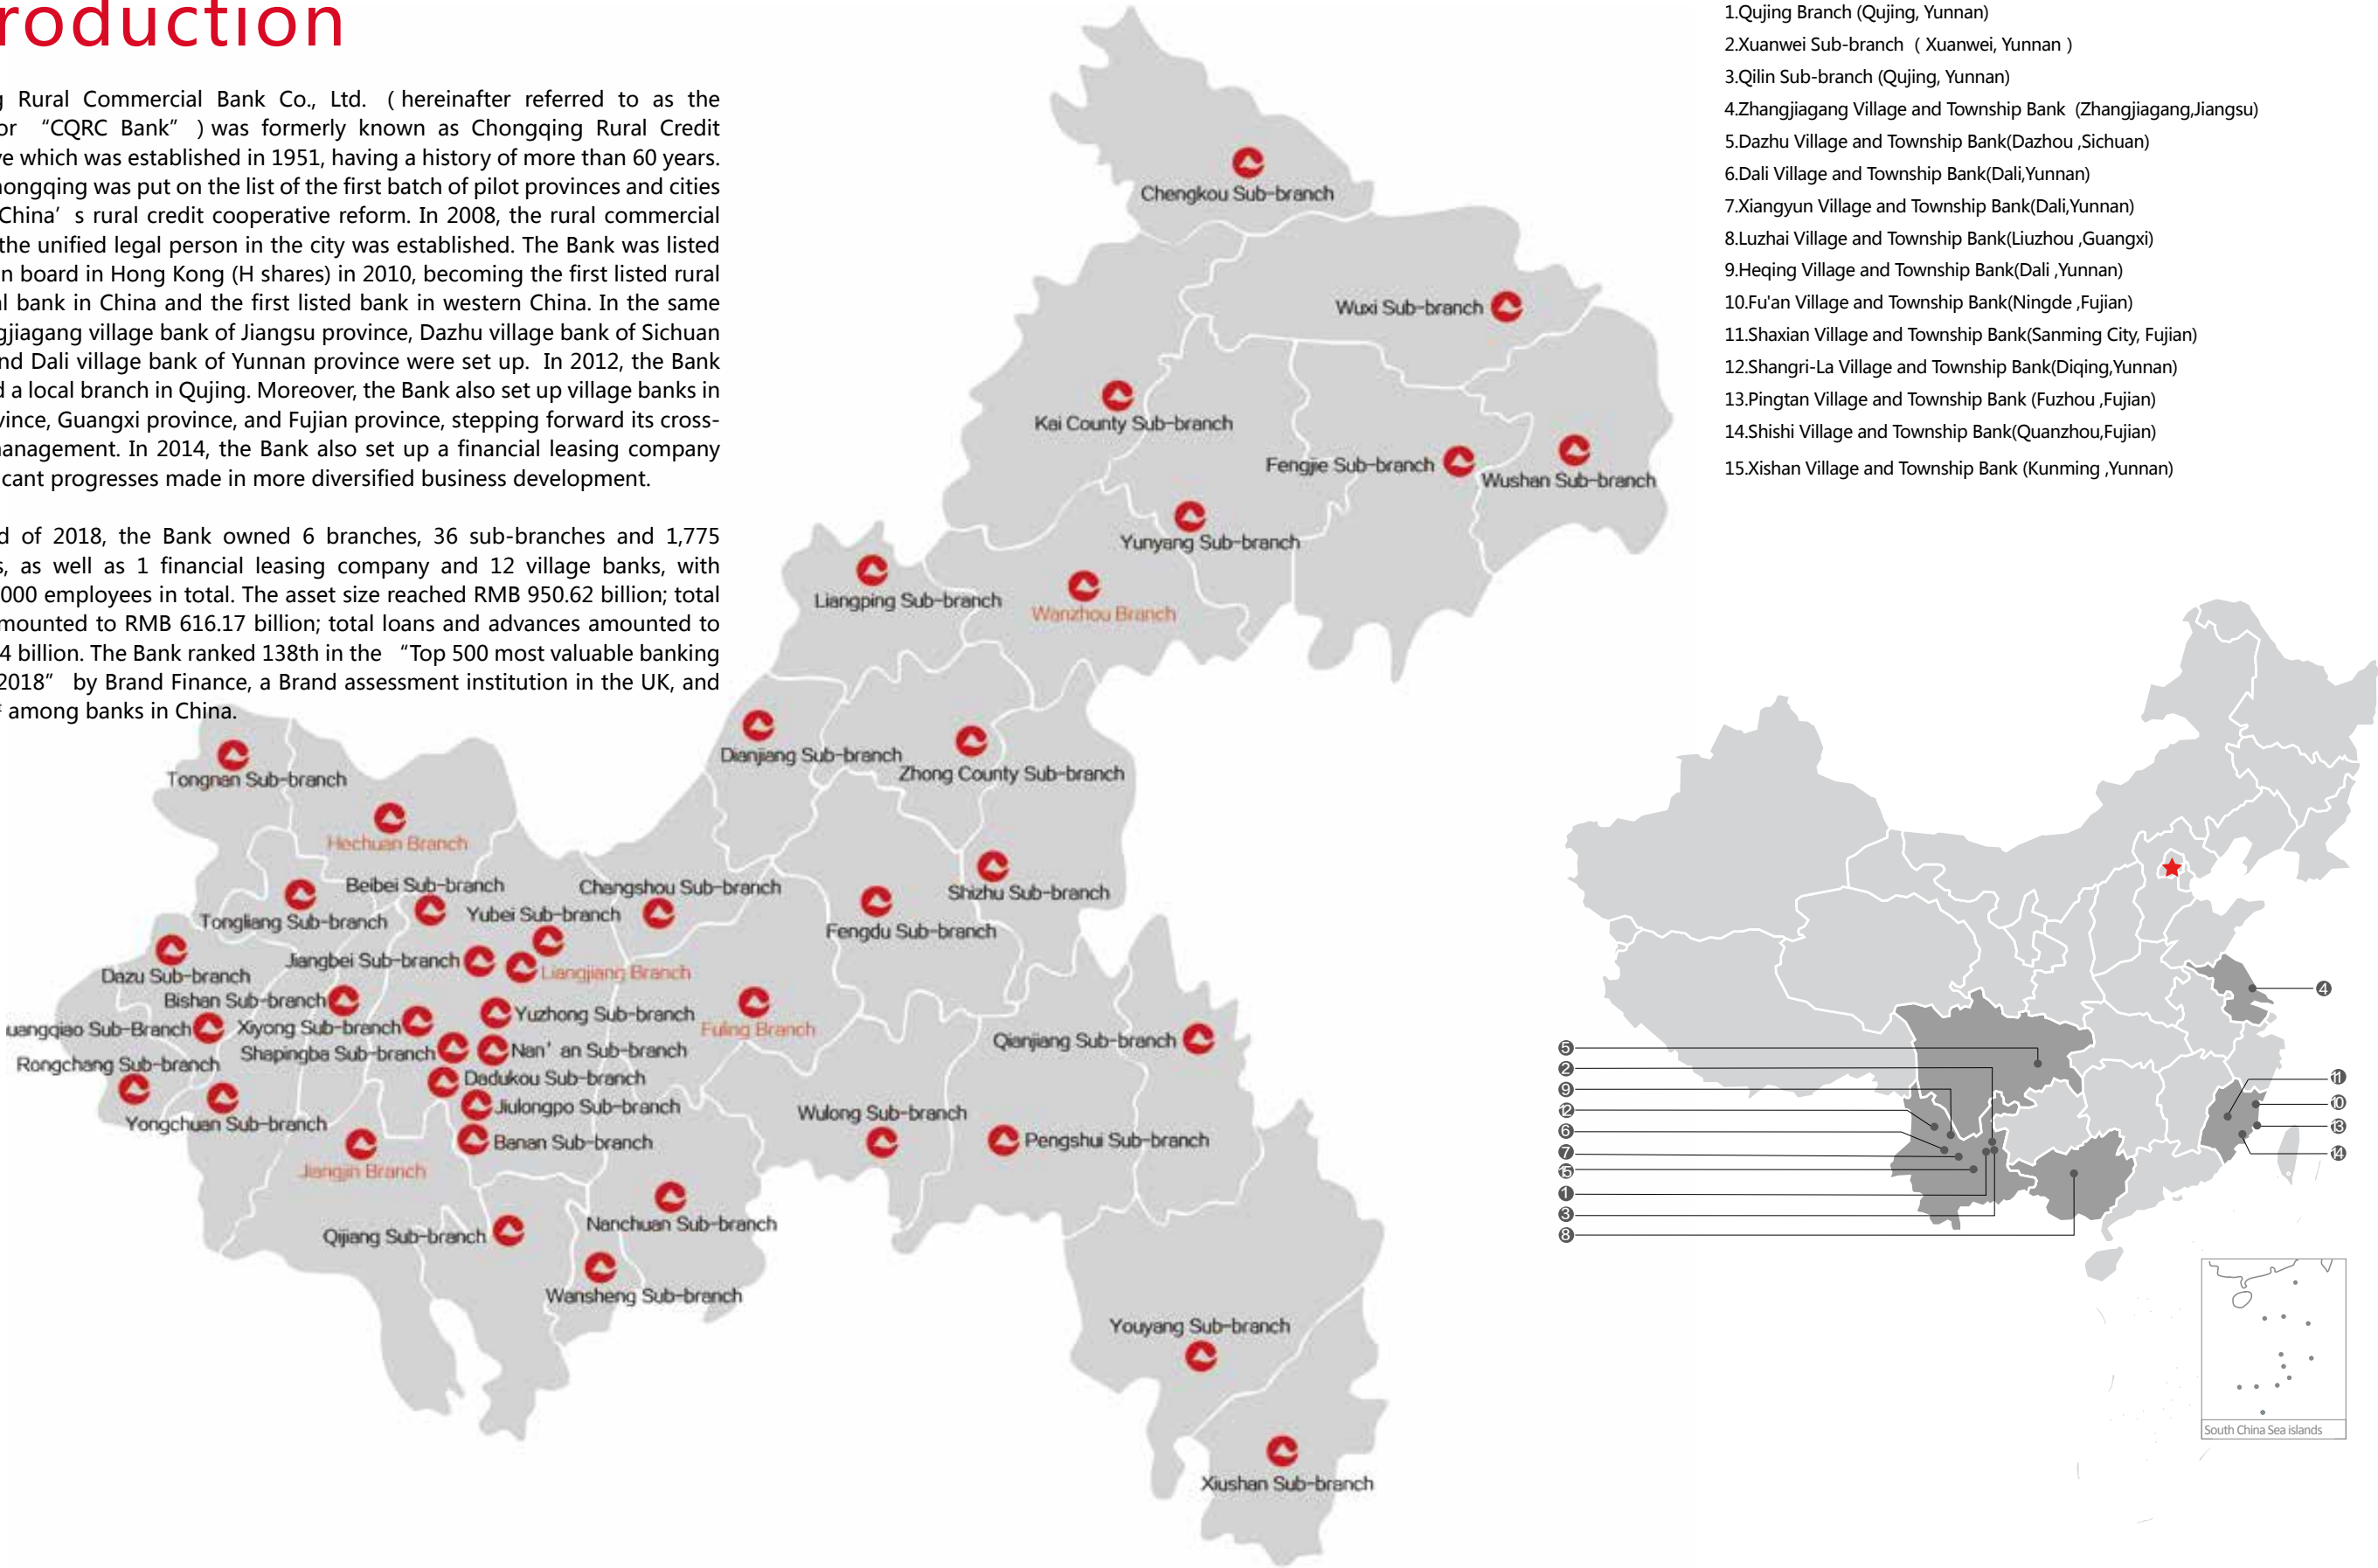 roduction
Rural Commercial Bank Co., Ltd. ( hereinafter referred to as the
or “CQRC Bank” ) was formerly known as Chongqing Rural Credit
ve which was established in 1951, having a history of more than 60 years.
ongqing was put on the list of the first batch of pilot provinces and cities
China’ s rural credit cooperative reform. In 2008, the rural commercial
the unified legal person in the city was established. The Bank was listed
n board in Hong Kong (H shares) in 2010, becoming the first listed rural
l bank in China and the first listed bank in western China. In the same
gjiagang village bank of Jiangsu province, Dazhu village bank of Sichuan
nd Dali village bank of Yunnan province were set up. In 2012, the Bank
d a local branch in Qujing. Moreover, the Bank also set up village banks in
vince, Guangxi province, and Fujian province, stepping forward its cross-
anagement. In 2014, the Bank also set up a financial leasing company
cant progresses made in more diversified business development.
d of 2018, the Bank owned 6 branches, 36 sub-branches and 1,775
s, as well as 1 financial leasing company and 12 village banks, with
000 employees in total. The asset size reached RMB 950.62 billion; total
mounted to RMB 616.17 billion; total loans and advances amounted to
4 billion. The Bank ranked 138th in the “Top 500 most valuable banking
2018” by Brand Finance, a Brand assessment institution in the UK, and
among banks in China.
1.Qujing Branch (Qujing, Yunnan)
2.Xuanwei Sub-branch ( Xuanwei, Yunnan )
3.Qilin Sub-branch (Qujing, Yunnan)
4.Zhangjiagang Village and Township Bank (Zhangjiagang,Jiangsu)
5.Dazhu Village and Township Bank(Dazhou ,Sichuan)
6.Dali Village and Township Bank(Dali,Yunnan)
7.Xiangyun Village and Township Bank(Dali,Yunnan)
8.Luzhai Village and Township Bank(Liuzhou ,Guangxi)
9.Heqing Village and Township Bank(Dali ,Yunnan)
10.Fu'an Village and Township Bank(Ningde ,Fujian)
11.Shaxian Village and Township Bank(Sanming City, Fujian)
12.Shangri-La Village and Township Bank(Diqing,Yunnan)
13.Pingtan Village and Township Bank (Fuzhou ,Fujian)
14.Shishi Village and Township Bank(Quanzhou,Fujian)
15.Xishan Village and Township Bank (Kunming ,Yunnan)
Chengkou Sub-branch
Wuxi Sub-branch
Kai County Sub-branch
Fengjie Sub-branch
Wushan Sub-branch
Yunyang Sub-branch
Liangping Sub-branch
Wanzhou Branch
Dianjiang Sub-branch
Zhong County Sub-branch
Tongnan Sub-branch
Hechuan Branch
Beibei Sub-branch
Changshou Sub-branch
Shizhu Sub-branch
Tongliang Sub-branch
Yubei Sub-branch
Fengdu Sub-branch
Jiangbei Sub-branch
Liangjiang Branch
Dazu Sub-branch
Bishan Sub-branch
Yuzhong Sub-branch
uangqiao Sub-Branch
Xiyong Sub-branch
Fuling Branch
Qianjiang Sub-branch
Shapingba Sub-branch
Nan’ an Sub-branch
Rongchang Sub-branch
Dadukou Sub-branch
Jiulongpo Sub-branch
Wulong Sub-branch
Yongchuan Sub-branch
Banan Sub-branch
Pengshui Sub-branch
Jiangjin Branch
Nanchuan Sub-branch
Qijiang Sub-branch
Wansheng Sub-branch
Youyang Sub-branch
Xiushan Sub-branch
4
5
2
9
12
6
7
15
1
3
8
11
10
13
14
South China Sea islands